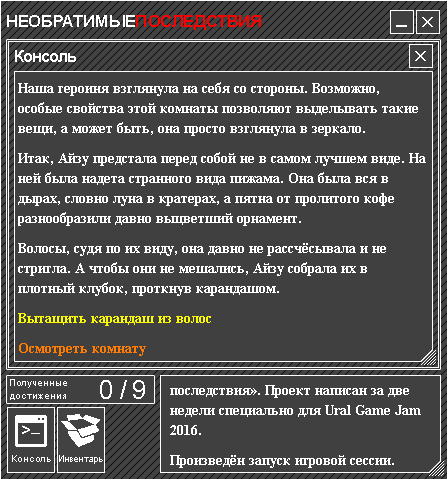 НЕОБРАТИМЫЕПОСЛЕДСТВИЯ
Консоль
Наша героиня взглянула на себя со стороны. Возможно,
особые свойства этой комнаты позволяют выделывать такие
вещи, а может быть, она просто взглянула в зеркало.
Итак, Айзу предстала перед собой не в самом лучшем виде. На
ней была надета странного вида пижама. Она была вся в
дырах, словно луна в кратерах, а пятна от пролитого кофе
разнообразили давно выцветший орнамент.
Волосы, судя по их виду, она давно не рассчёсывала и не
стригла. А чтобы они не мешались, Айзу собрала их в
плотный клубок, проткнув карандашом.
Вытащить карандаш из волос
Осмотреть комнату
Полученные
достижения
0 / 9
Консоль
Инвентарь
последствия». Проект написан за две
недели специально для Ural Game Jam
2016.
Произведён запуск игровой сессии.